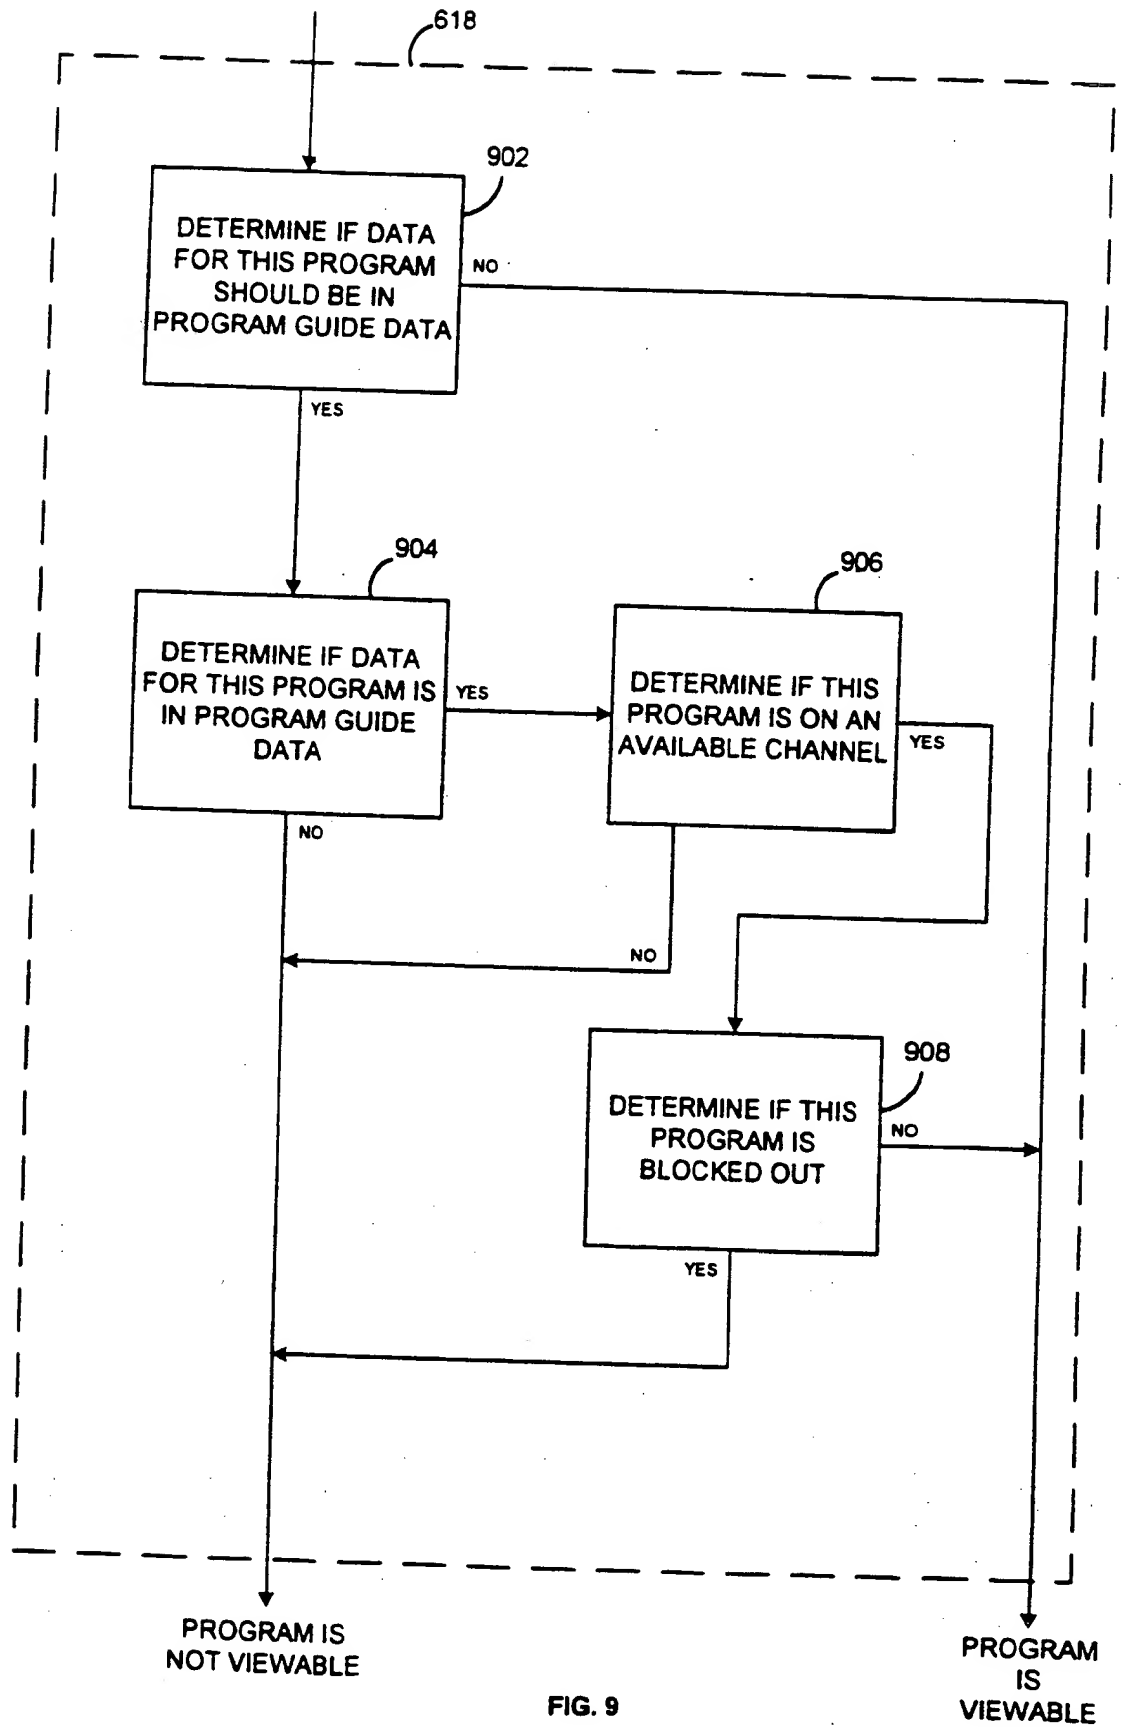 618
902
DETERMINE IF DATA
FOR THIS PROGRAM
SHOULD BE IN
PROGRAM GUIDE DATA
NO
YES
904
906
DETERMINE IF DATA
FOR THIS PROGRAM IS
IN PROGRAM GUIDE
DATA
YES
DETERMINE IF THIS
PROGRAM IS ON AN
AVAILABLE CHANNEL
YES
NO
NO
908
DETERMINE IF THIS
PROGRAM IS
BLOCKED OUT
NO
YES
PROGRAM IS
NOT VIEWABLE
PROGRAM
IS
VIEWABLE
FIG. 9